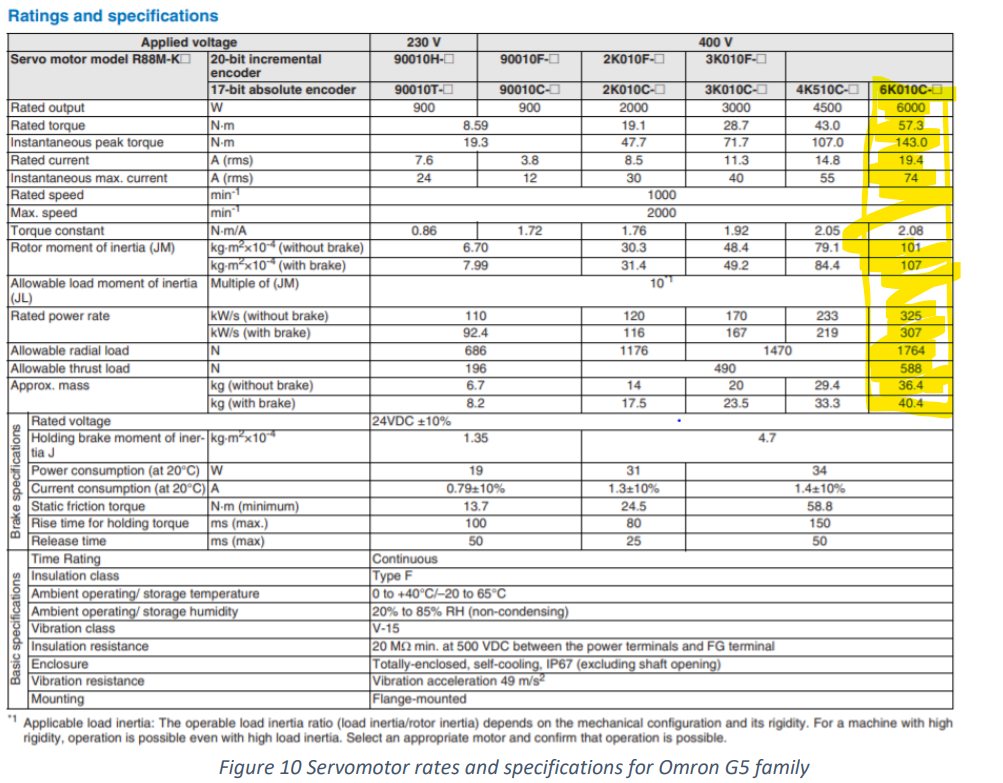 Ratings and specifications
Applied voltage 230 V 400 V
Servo motor model R88M-K□ 20-bit incremental encoder 90010H-□ 90010F-□ 2K010F-□ 3K010F-□
17-bit absolute encoder 90010T-□ 90010C-□ 2K010C-□ 3K010C-□ 4K510C-□ 6K010C-□
Rated output W 900 900 2000 3000 4500 6000
Rated torque N·m 8.59 19.1 28.7 43.0 57.3
Instantaneous peak torque N·m 19.3 47.7 71.7 107.0 143.0
Rated current A (rms) 7.6 3.8 8.5 11.3 14.8 19.4
Instantaneous max. current A (rms) 24 12 30 40 55 74
Rated speed min⁻¹ 1000
Max. speed min⁻¹ 2000
Torque constant N·m/A 0.86 1.72 1.76 1.92 2.05 2.08
Rotor moment of inertia (JM) kg·m²x10⁻⁴ (without brake) 6.70 30.3 48.4 79.1 101
kg·m²x10⁻⁴ (with brake) 7.99 31.4 49.2 84.4 107
Allowable load moment of inertia (JL) Multiple of (JM) 10*1
Rated power rate kW/s (without brake) 110 120 170 233 325
kW/s (with brake) 92.4 116 167 219 307
Allowable radial load N 686 1176 1470 1764
Allowable thrust load N 196 490 588
Approx. mass kg (without brake) 6.7 14 20 29.4 36.4
kg (with brake) 8.2 17.5 23.5 33.3 40.4
Brake specifications
Rated voltage 24VDC ±10%
Holding brake moment of iner-tia J kg·m²x10⁻⁴ 1.35 4.7
Power consumption (at 20°C) W 19 31 34
Current consumption (at 20°C) A 0.79±10% 1.3±10% 1.4±10%
Static friction torque N·m (minimum) 13.7 24.5 58.8
Rise time for holding torque ms (max.) 100 80 150
Release time ms (max) 50 25 50
Basic specifications
Time Rating Continuous
Insulation class Type F
Ambient operating/ storage temperature 0 to +40°C/–20 to 65°C
Ambient operating/ storage humidity 20% to 85% RH (non-condensing)
Vibration class V-15
Insulation resistance 20 MΩ min. at 500 VDC between the power terminals and FG terminal
Enclosure Totally-enclosed, self-cooling, IP67 (excluding shaft opening)
Vibration resistance Vibration acceleration 49 m/s²
Mounting Flange-mounted
*1 Applicable load inertia: The operable load inertia ratio (load inertia/rotor inertia) depends on the mechanical configuration and its rigidity. For a machine with high
rigidity, operation is possible even with high load inertia. Select an appropriate motor and confirm that operation is possible.
Figure 10 Servomotor rates and specifications for Omron G5 family